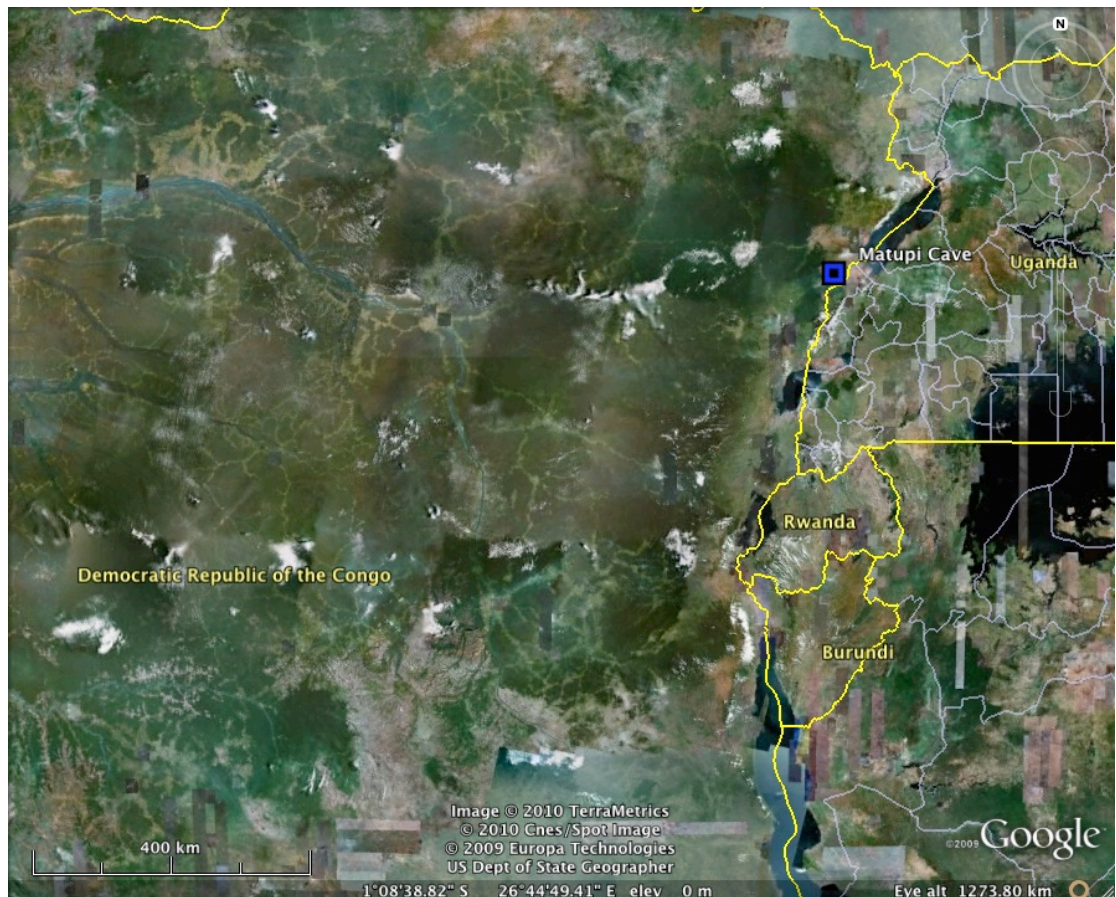 N
Matupi Cave
Uganda
Rwanda
Democratic Republic of the Congo
Burundi
Image © 2010 TerraMetrics
© 2010 Cnes/Spot Image
© 2009 Europa Technologies
US Dept of State Geographer
400 km
©2009 Google
1°08'38.82" S 26°44'49.41" E elev 0 m Eye alt 1273.80 km